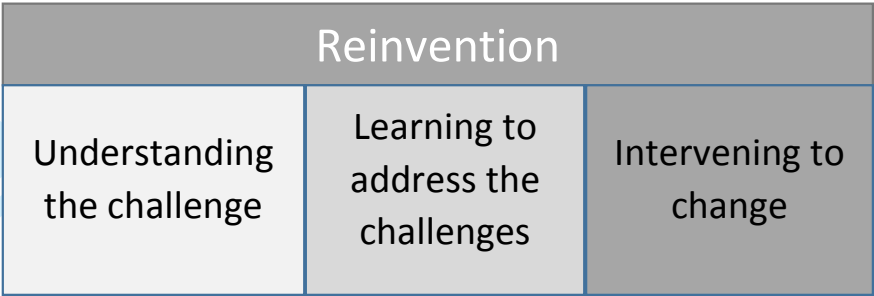 Reinvention
Understanding
the challenge
Learning to
address the
challenges
Intervening to
change